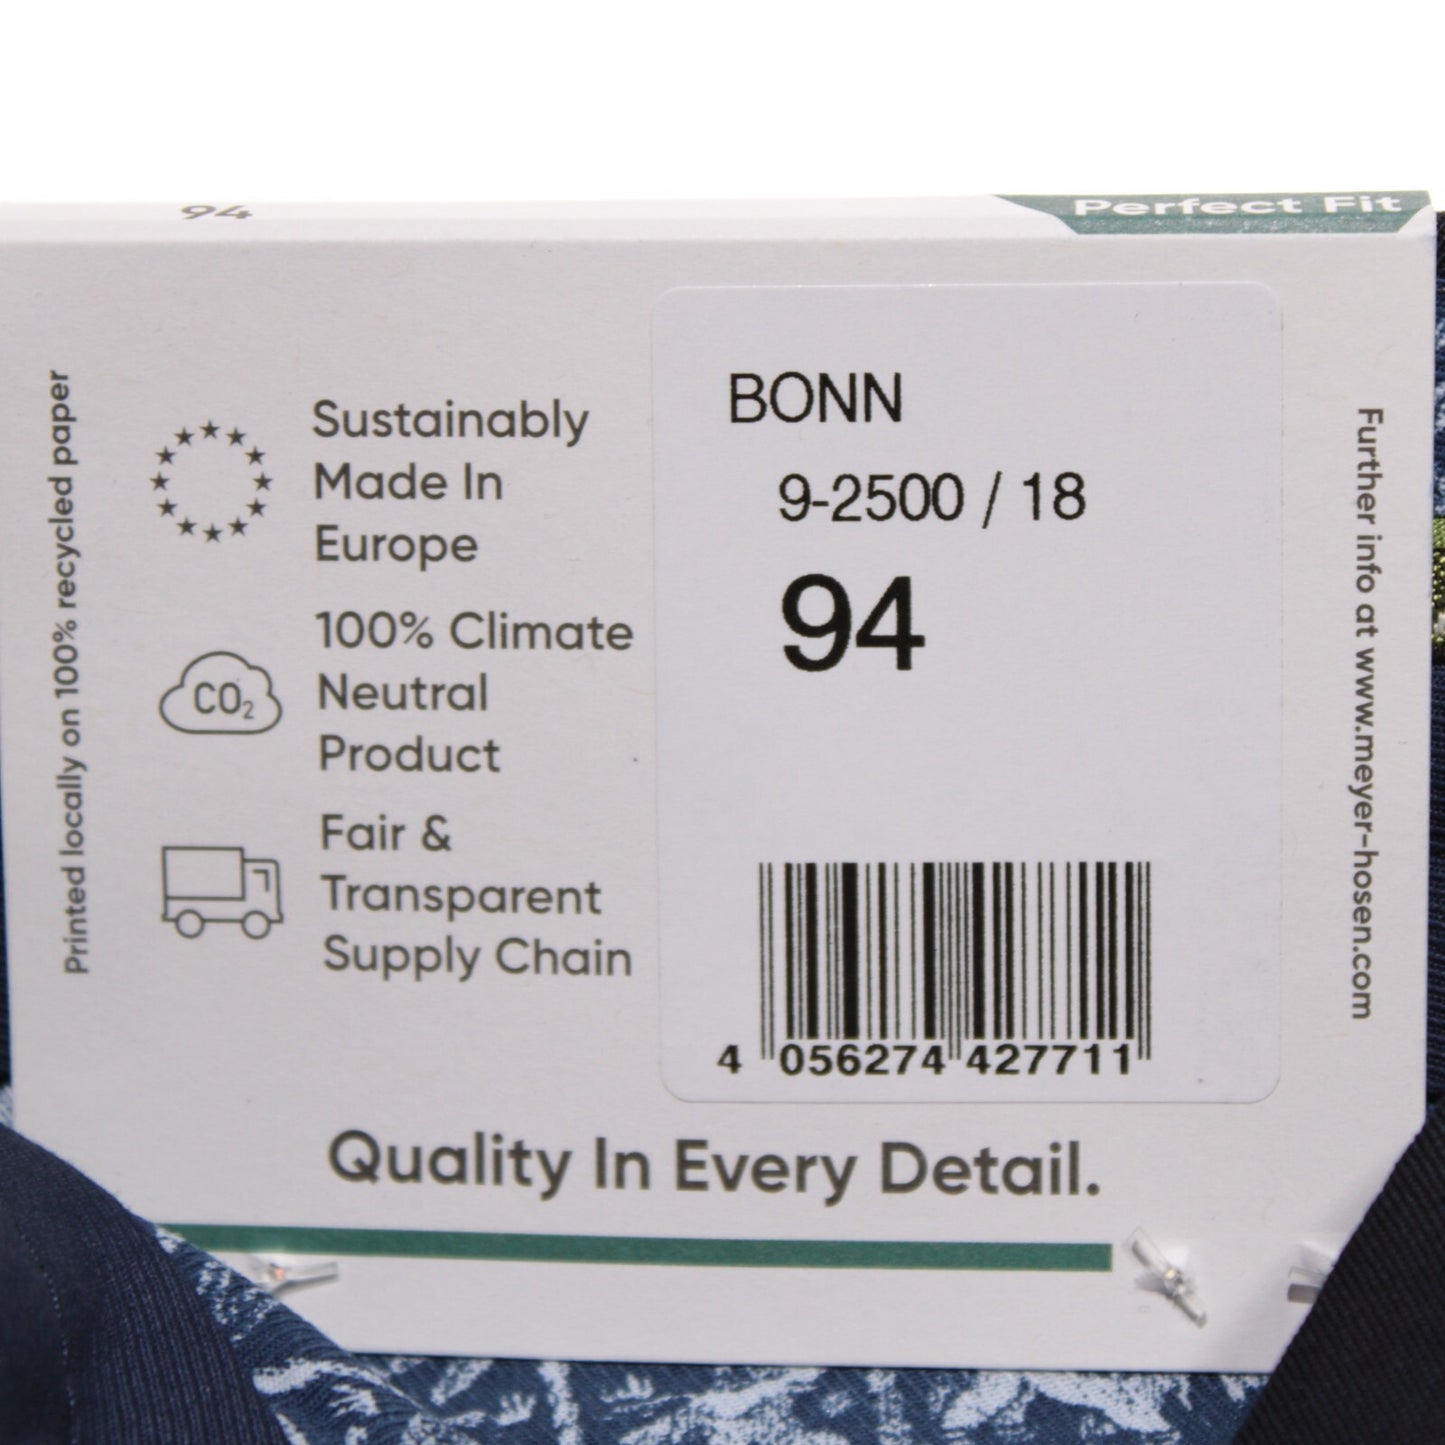 94
Perfect Fit
Printed locally on 100% recycled paper
Sustainably
Made In
Europe
CO₂
100% Climate
Neutral
Product
Fair &
Transparent
Supply Chain
BONN
9-2500 / 18
94
4 056274 427711
Further info at www.meyer-hosen.com
Quality In Every Detail.